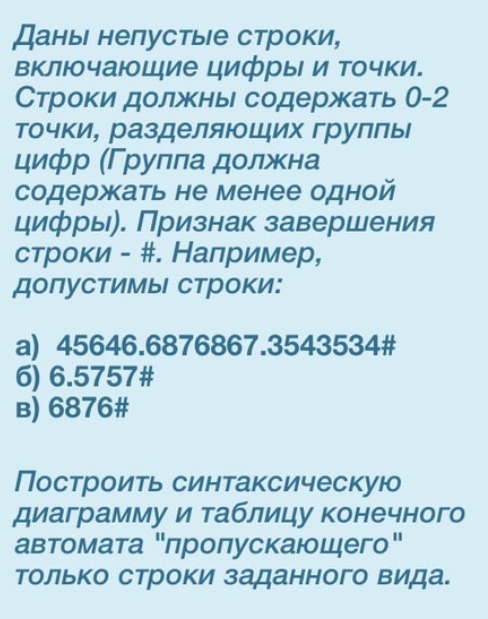 Даны непустые строки,
включающие цифры и точки.
Строки должны содержать 0-2
точки, разделяющих группы
цифр (Группа должна
содержать не менее одной
цифры). Признак завершения
строки - #. Например,
допустимы строки:
а) 45646.6876867.3543534#
б) 6.5757#
в) 6876#
Построить синтаксическую
диаграмму и таблицу конечного
автомата "пропускающего"
только строки заданного вида.